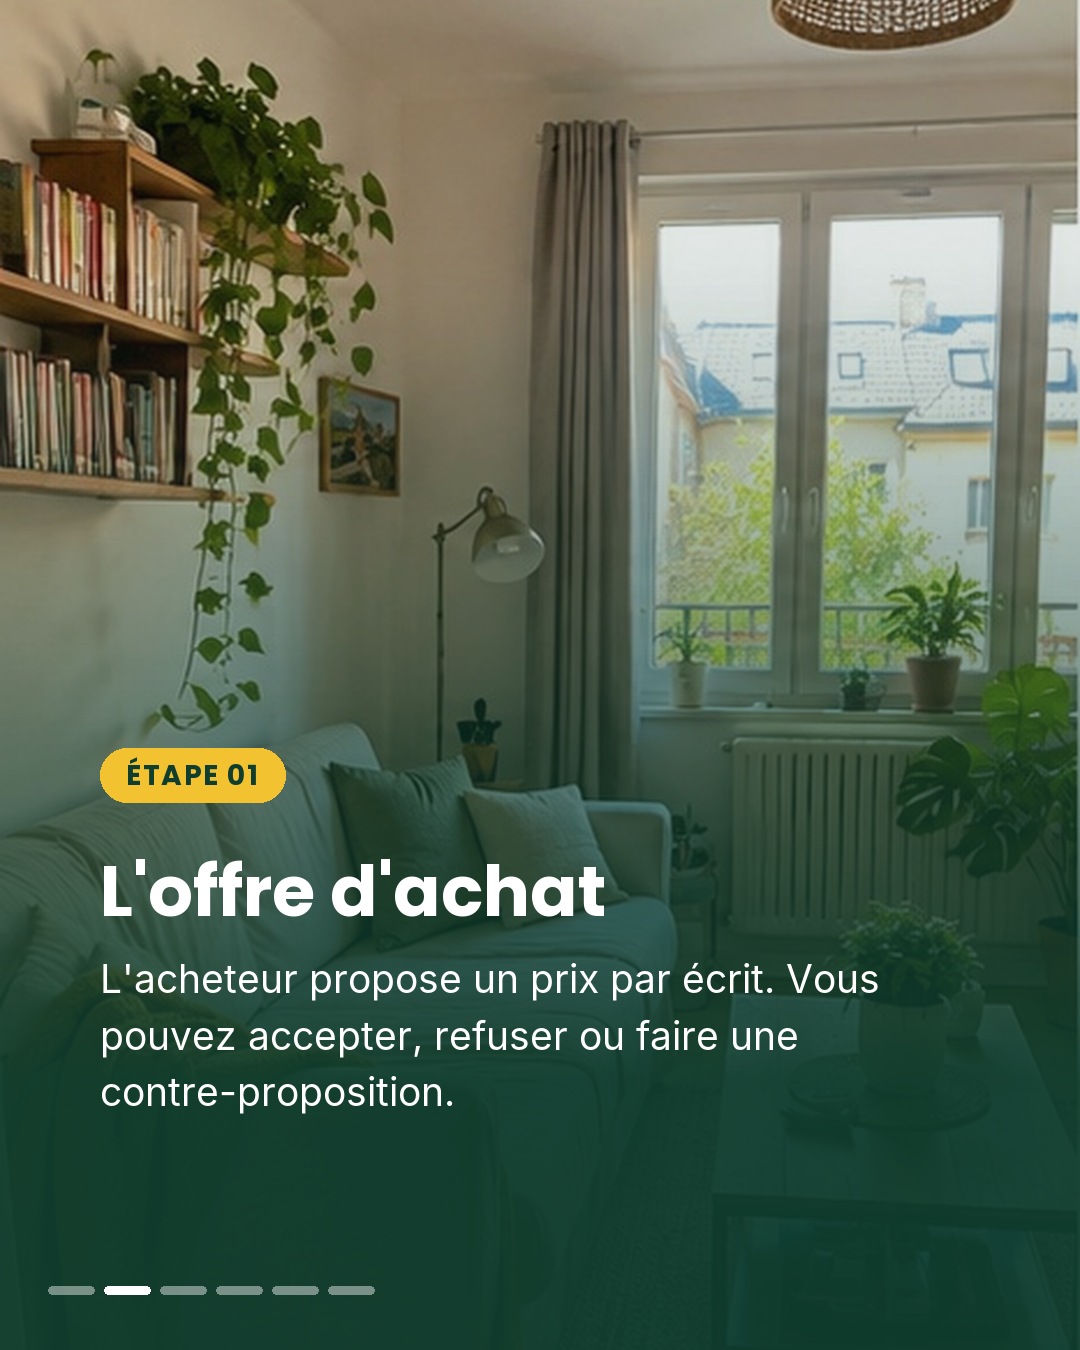 ÉTAPE 01
L'offre d'achat
L'acheteur propose un prix par écrit. Vous
pouvez accepter, refuser ou faire une
contre-proposition.